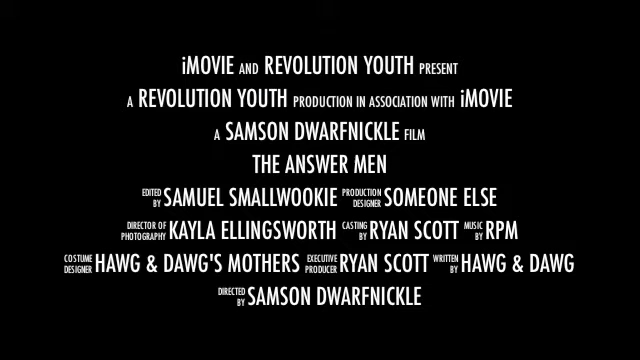 iMOVIE AND REVOLUTION YOUTH PRESENT
A REVOLUTION YOUTH PRODUCTION IN ASSOCIATION WITH iMOVIE
A SAMSON DWARFNICKLE FILM
THE ANSWER MEN
EDITED BY SAMUEL SMALLWOOKIE PRODUCTION DESIGNER SOMEONE ELSE
DIRECTOR OF PHOTOGRAPHY KAYLA ELLINGSWORTH CASTING BY RYAN SCOTT MUSIC BY RPM
COSTUME DESIGNER HAWG & DAWG'S MOTHERS EXECUTIVE PRODUCER RYAN SCOTT WRITTEN BY HAWG & DAWG
DIRECTED BY SAMSON DWARFNICKLE